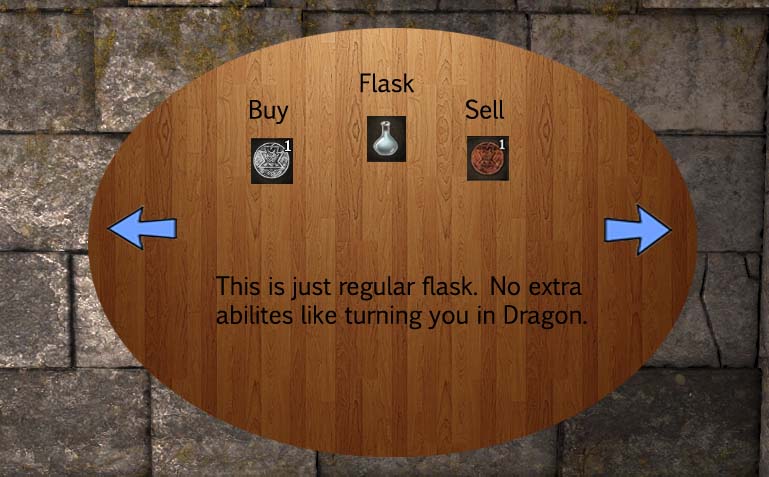 Flask
Buy
Sell
1
1
This is just regular flask. No extra
abilites like turning you in Dragon.